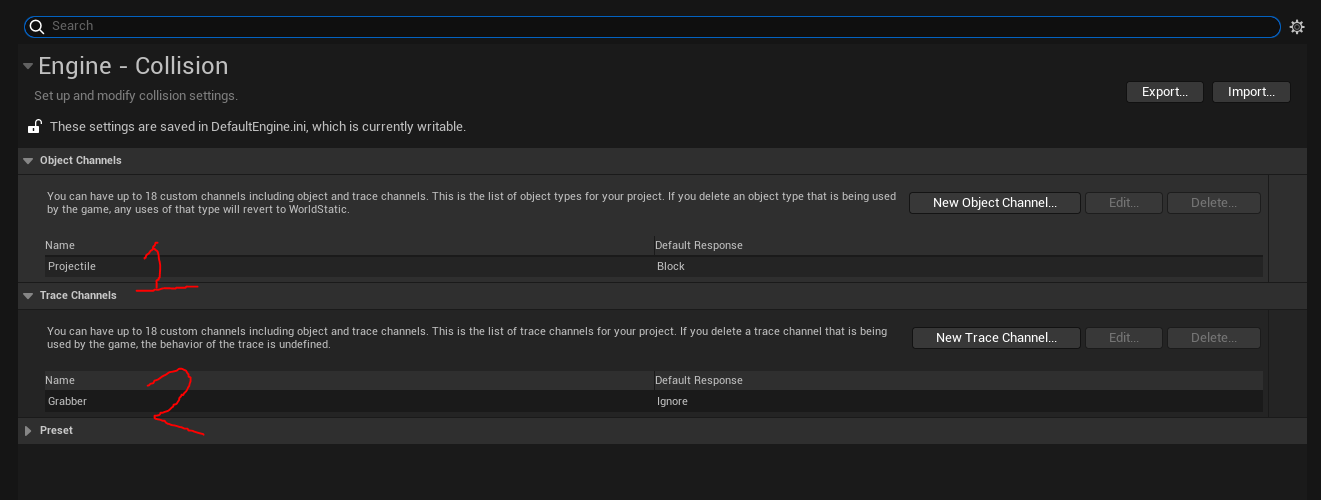 Search
Engine - Collision
Set up and modify collision settings.
Export... Import...
These settings are saved in DefaultEngine.ini, which is currently writable.
Object Channels
You can have up to 18 custom channels including object and trace channels. This is the list of object types for your project. If you delete an object type that is being used
by the game, any uses of that type will revert to WorldStatic.
New Object Channel... Edit... Delete...
Name Default Response
Projectile Block
1
Trace Channels
You can have up to 18 custom channels including object and trace channels. This is the list of trace channels for your project. If you delete a trace channel that is being
used by the game, the behavior of the trace is undefined.
New Trace Channel... Edit... Delete...
Name Default Response
Grabber Ignore
2
Preset